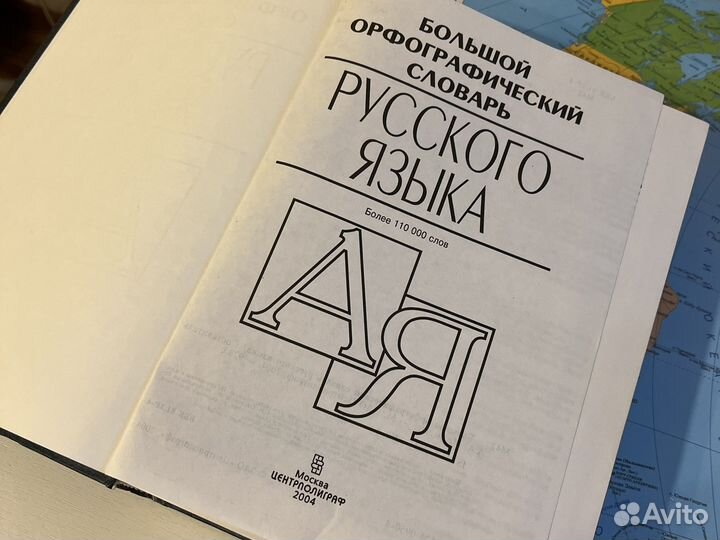 БОЛЬШОЙ
ОРФОГРАФИЧЕСКИЙ
СЛОВАРЬ
РУССКОГО
ЯЗЫКА
Более 110 000 слов
А
Я
Москва
ЦЕНТРПОЛИГРАФ
2004
Avito